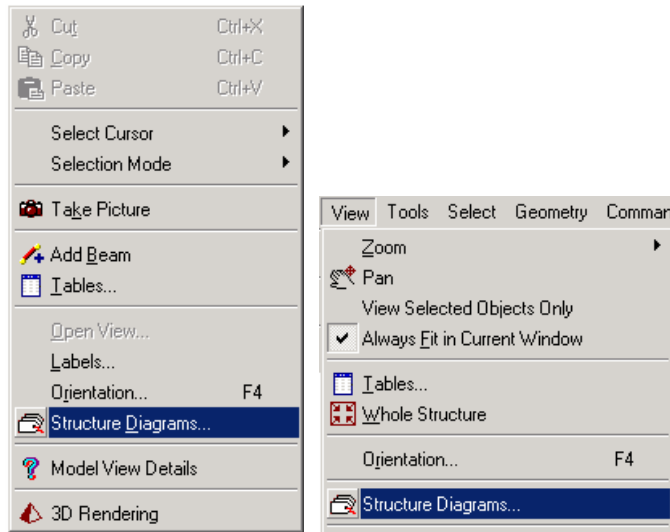 Cut Ctrl+X
Copy Ctrl+C
Paste Ctrl+V
Select Cursor
Selection Mode
Take Picture
Add Beam
Tables...
Open View...
Labels...
Orientation... F4
Structure Diagrams...
Model View Details
3D Rendering
View Tools Select Geometry Comman
Zoom
Pan
View Selected Objects Only
Always Fit in Current Window
Tables...
Whole Structure
Orientation... F4
Structure Diagrams...